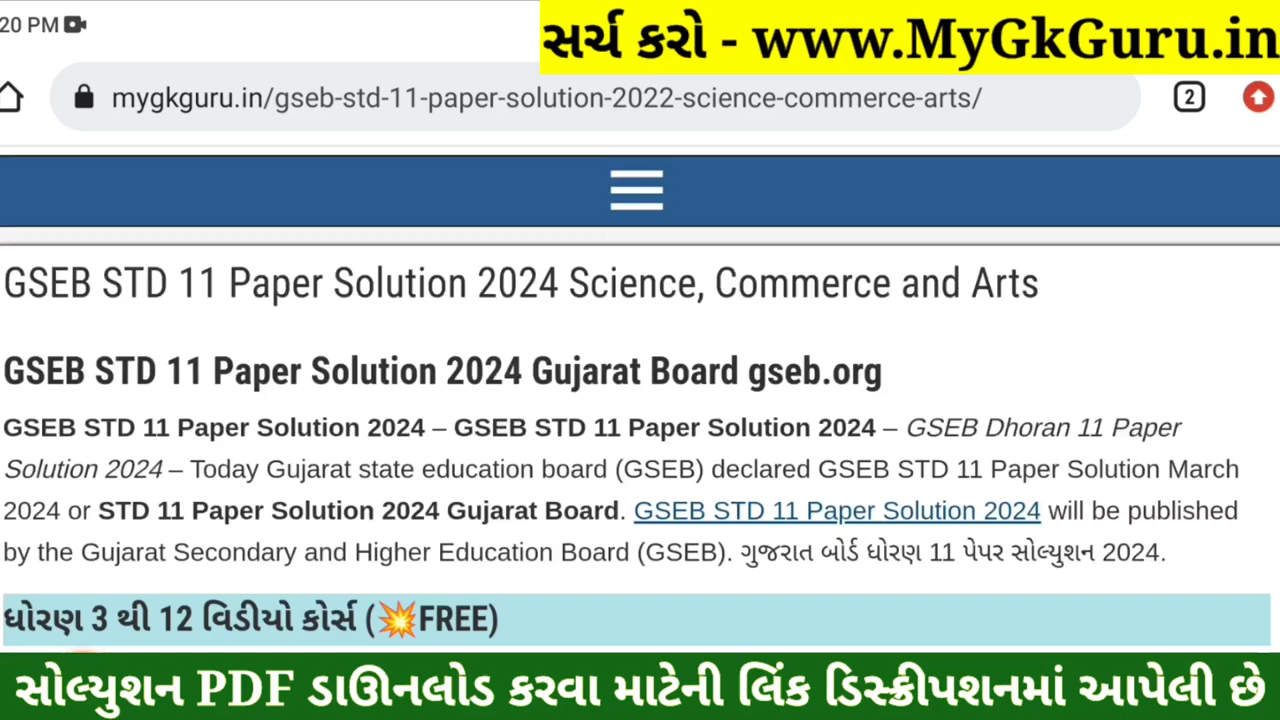 20 PM
સર્ચ કરો - www.MyGkGuru.in
mygkguru.in/gseb-std-11-paper-solution-2022-science-commerce-arts/
2
GSEB STD 11 Paper Solution 2024 Science, Commerce and Arts
GSEB STD 11 Paper Solution 2024 Gujarat Board gseb.org
GSEB STD 11 Paper Solution 2024 – GSEB STD 11 Paper Solution 2024 – GSEB Dhoran 11 Paper
Solution 2024 – Today Gujarat state education board (GSEB) declared GSEB STD 11 Paper Solution March
2024 or STD 11 Paper Solution 2024 Gujarat Board. GSEB STD 11 Paper Solution 2024 will be published
by the Gujarat Secondary and Higher Education Board (GSEB). ગુજરાત બોર્ડ ધોરણ 11 પેપર સોલ્યુશન 2024.
ધોરણ 3 થી 12 વિડીયો કોર્સ (💥FREE)
સોલ્યુશન PDF ડાઊનલોડ કરવા માટેની લિંક ડિસ્ક્રીપશનમાં આપેલી છે